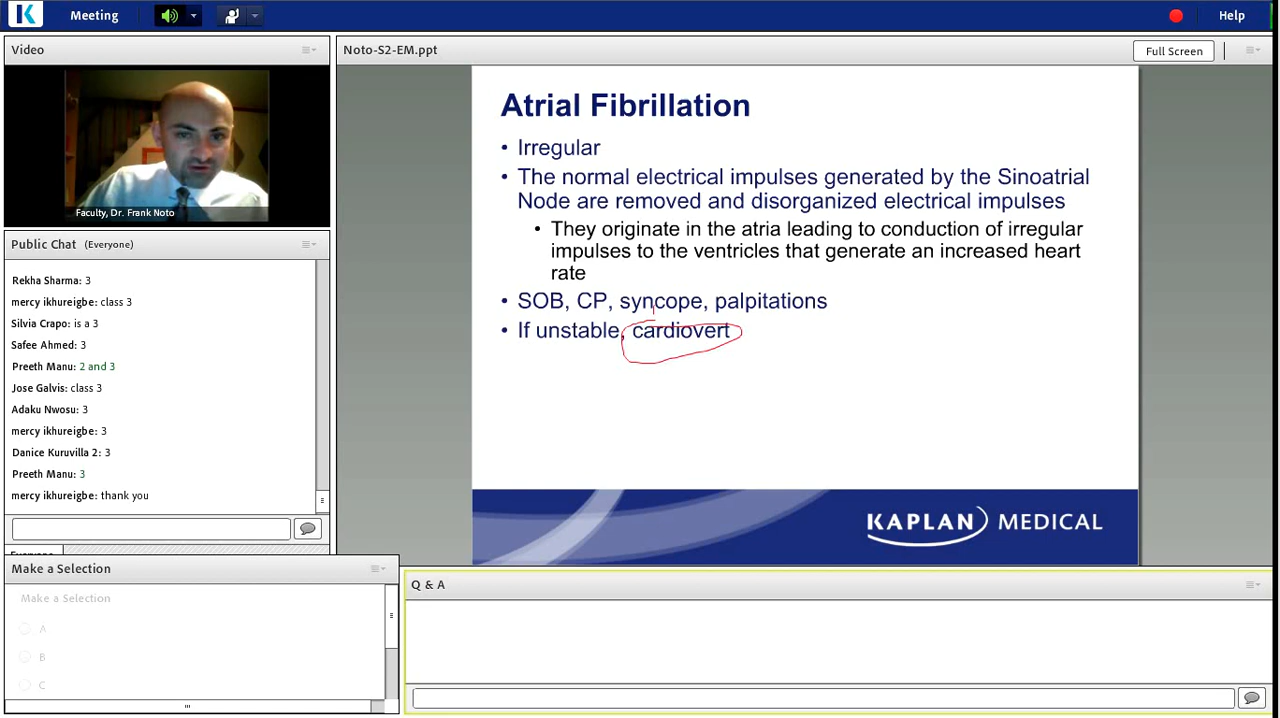 Meeting
Help
Video
Faculty, Dr. Frank Noto
Public Chat (Everyone)
Rekha Sharma: 3
mercy ikhureigbe: class 3
Silvia Crapo: is a 3
Safee Ahmed: 3
Preeth Manu: 2 and 3
Jose Galvis: class 3
Adaku Nwosu: 3
mercy ikhureigbe: 3
Danice Kuruvilla 2: 3
Preeth Manu: 3
mercy ikhureigbe: thank you
Everyone
Make a Selection
Make a Selection
A
B
C
Noto-S2-EM.ppt
Full Screen
Atrial Fibrillation
• Irregular
• The normal electrical impulses generated by the Sinoatrial
Node are removed and disorganized electrical impulses
• They originate in the atria leading to conduction of irregular
impulses to the ventricles that generate an increased heart
rate
• SOB, CP, syncope, palpitations
• If unstable, cardiovert
KAPLAN MEDICAL
Q & A